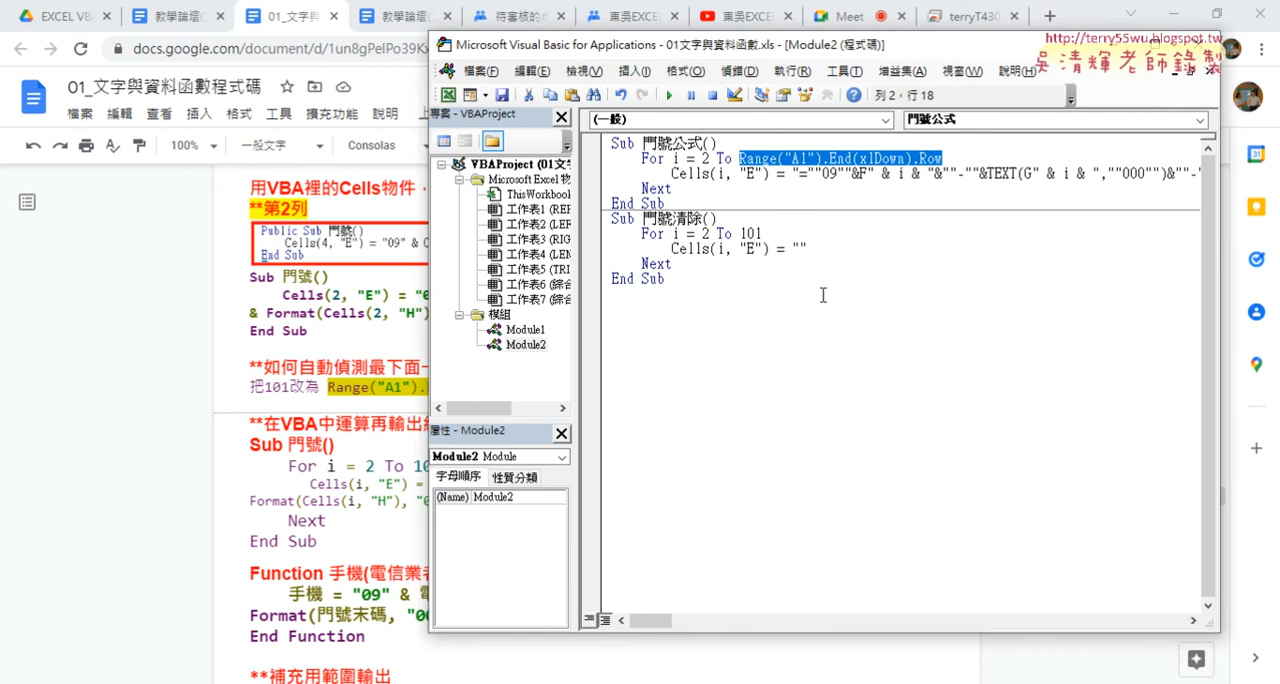 EXCEL VB
教學論壇
01_文字與
教學論壇(
待審核的成
東吳EXCEL
東吳EXCEL
Meet
terryT430
docs.google.com/document/d/1un8gPelPo39Kx
http://terry55wu.blogspot.tw
吳清輝老師錄製
01_文字與資料函數程式碼
檔案 編輯 查看 插入 格式 工具 擴充功能 說明
100% 一般文字 Consolas
用VBA裡的Cells物件，
**第2列
Public Sub 門號()
Cells(4, "E") = "09" &
End Sub
Sub 門號()
Cells(2, "E") =
& Format(Cells(2, "H")
End Sub
**如何自動偵測最下面一
把101改為 Range("A1").
**在VBA中運算再輸出
Sub 門號()
For i = 2 To 10
Cells(i, "E") =
Format(Cells(i, "H"),
Next
End Sub
Function 手機(電信業者
手機 = "09" &
Format(門號末碼,
End Function
**補充用範圍輸出
Microsoft Visual Basic for Applications - 01文字與資料函數.xls - [Module2 (程式碼)]
檔案(F) 編輯(E) 檢視(V) 插入(I) 格式(O) 偵錯(D) 執行(R) 工具(T) 增益集(A) 視窗(W) 說明(H)
列 2，行 18
專案 - VBAProject
VBAProject (01文
Microsoft Excel 物
ThisWorkbook
工作表1 (REF
工作表2 (LEF
工作表3 (RIG
工作表4 (LEN
工作表5 (TRI
工作表6 (綜合
工作表7 (綜合
模組
Module1
Module2
屬性 - Module2
Module2 Module
字母順序 性質分類
(Name) Module2
(一般) 門號公式
Sub 門號公式()
For i = 2 To Range("A1").End(xlDown).Row
Cells(i, "E") = "=""09""&F" & i & "&""-""&TEXT(G" & i & ",""000"")&""-"
Next
End Sub
Sub 門號清除()
For i = 2 To 101
Cells(i, "E") = ""
Next
End Sub